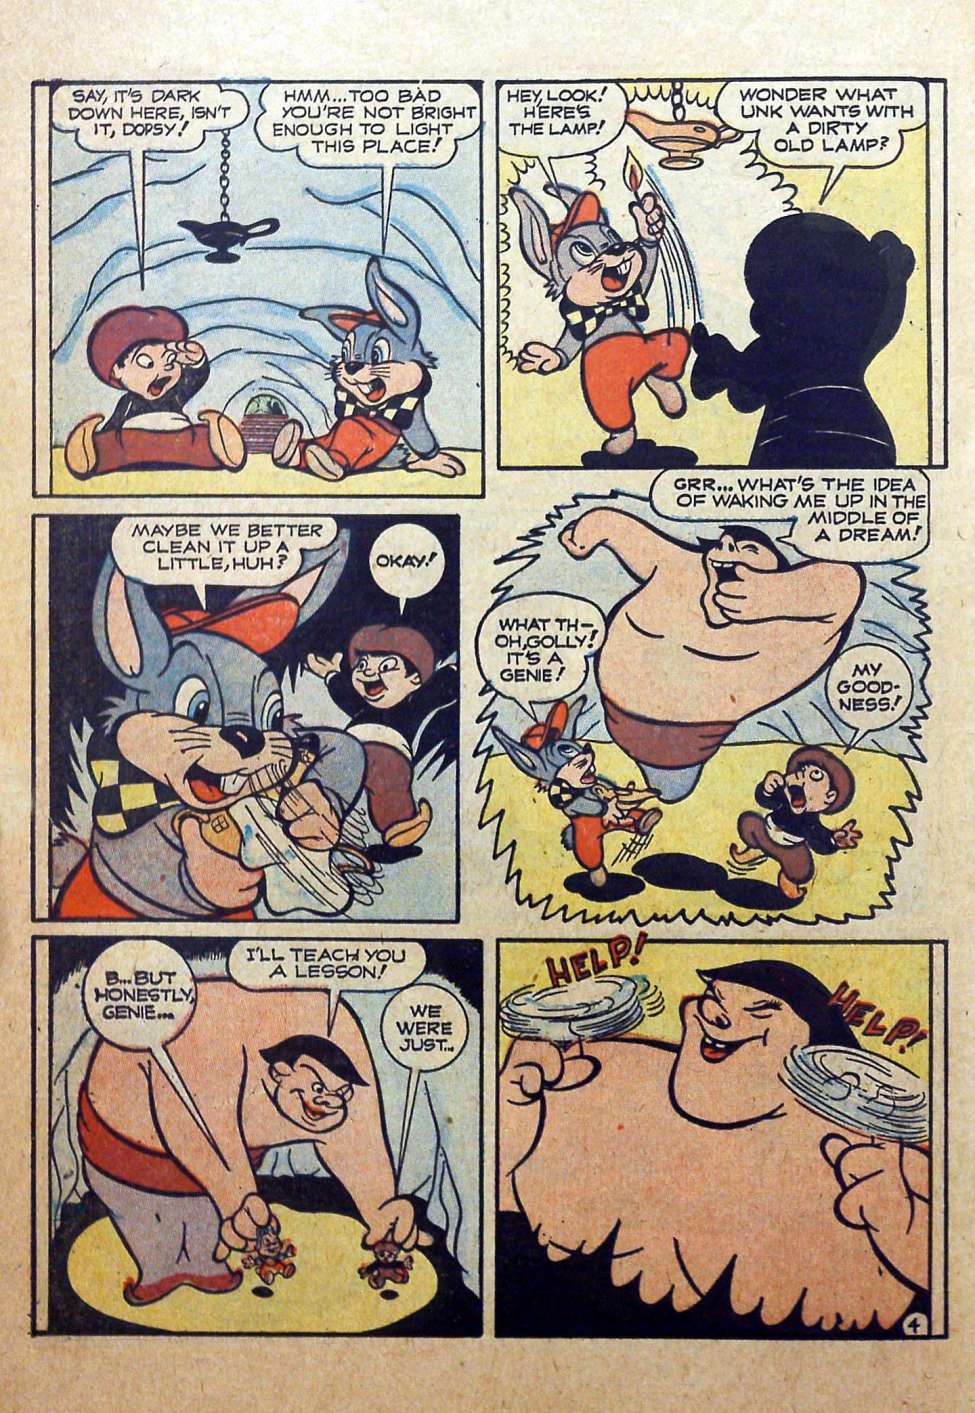 SAY, IT'S DARK
DOWN HERE, ISN'T
IT, DOPSY!
HMM...TOO BAD
YOU'RE NOT BRIGHT
ENOUGH TO LIGHT
THIS PLACE!
HEY, LOOK!
HERE'S
THE LAMP!
WONDER WHAT
UNK WANTS WITH
A DIRTY
OLD LAMP?
MAYBE WE BETTER
CLEAN IT UP A
LITTLE, HUH?
OKAY!
GRR... WHAT'S THE IDEA
OF WAKING ME UP IN THE
MIDDLE OF
A DREAM!
WHAT TH—
OH, GOLLY!
IT'S A
GENIE!
MY
GOOD-
NESS!
B...BUT
HONESTLY,
GENIE...
I'LL TEACH YOU
A LESSON!
WE
WERE
JUST...
HELP!
HELP!
4